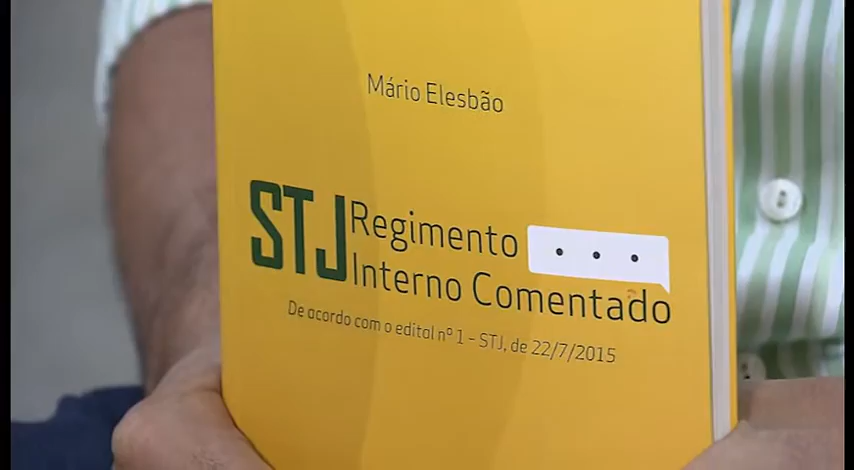 Mário Elesbão
STJ Regimento
Interno Comentado
De acordo com o edital nº 1 - STJ, de 22/7/2015